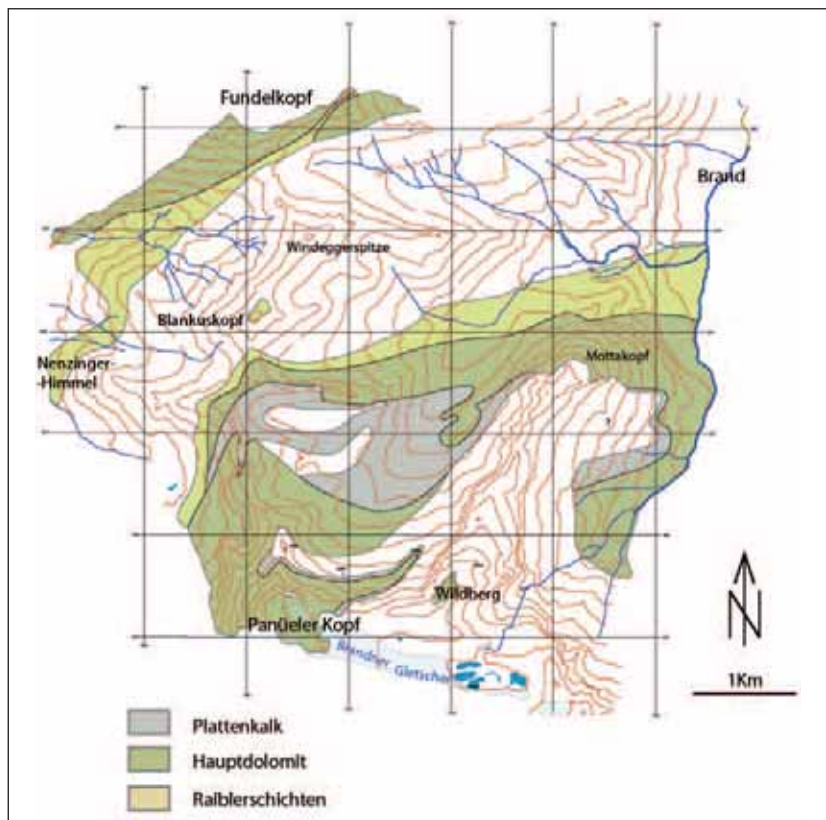 Fundelkopf
Brand
Windeggerspitze
Blankuskopf
Nenzinger-
-Himmel
Mottakopf
?
Wildberg
Panüeler Kopf
Brandner Gletscher
N
1Km
Plattenkalk
Hauptdolomit
Raiblerschichten